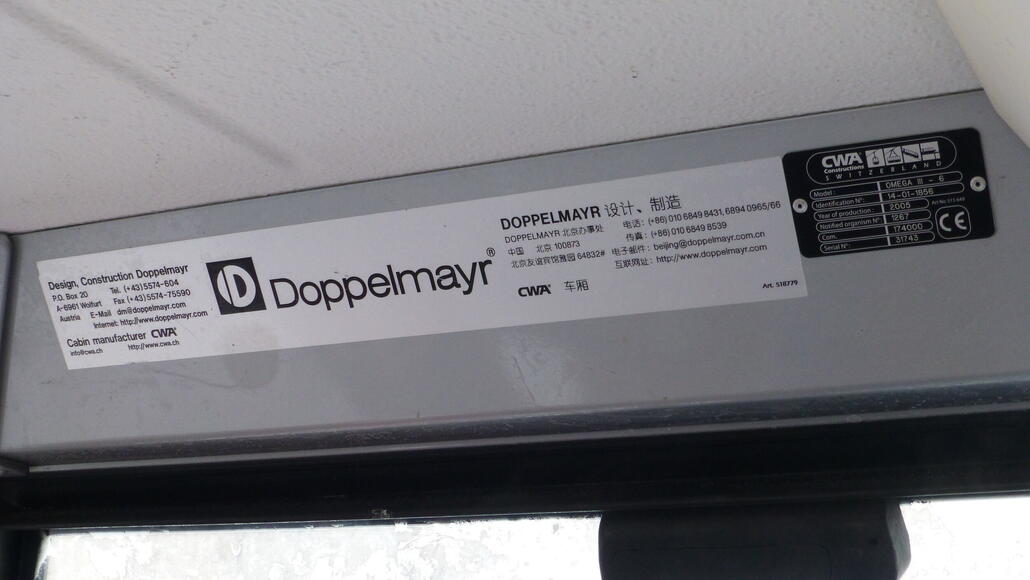 Design, Construction Doppelmayr
P.O. Box 20 Tel. (+43) 5574-604
A-6961 Wolfurt Fax (+43) 5574-75590
Austria E-Mail dm@doppelmayr.com
Internet: http://www.doppelmayr.com
Cabin manufacturer CWA
info@cwa.ch http://www.cwa.ch
Doppelmayr®
DOPPELMAYR 设计、制造
DOPPELMAYR 北京办事处
中国 北京 100873
北京友谊宾馆雅园 64832#
电话: (+86) 010 6849 8431, 6894 0965/66
传真: (+86) 010 6849 8539
电子邮件: beijing@doppelmayr.com.cn
互联网址: http://www.doppelmayr.com
CWA 车厢
Art. 518779
CWA
Constructions
SWITZERLAND
Model: OMEGA III - 6
Identification N°: 14-01-1856
Year of production: 2005
Notified organism N°: 1267
Com. 174000
Serial N°: 31743
Art No: 515.649
CE